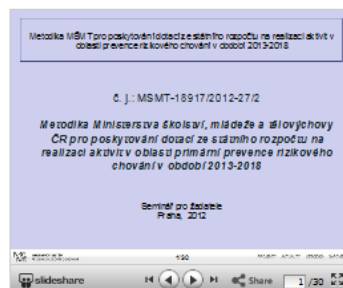 Metodika MŠMT pro poskytování dotací ze státního rozpočtu na realizaci aktivit v
oblasti prevence rizikového chování v období 2013-2018
č. j.: MSMT-18917/2012-27/2
Metodika Ministerstva školství, mládeže a tělovýchovy
ČR pro poskytování dotací ze státního rozpočtu na
realizaci aktivit v oblasti primární prevence rizikového
chování v období 2013-2018
Seminář pro žadatele
Praha, 2012
1/30
slideshare
Share
1 /30